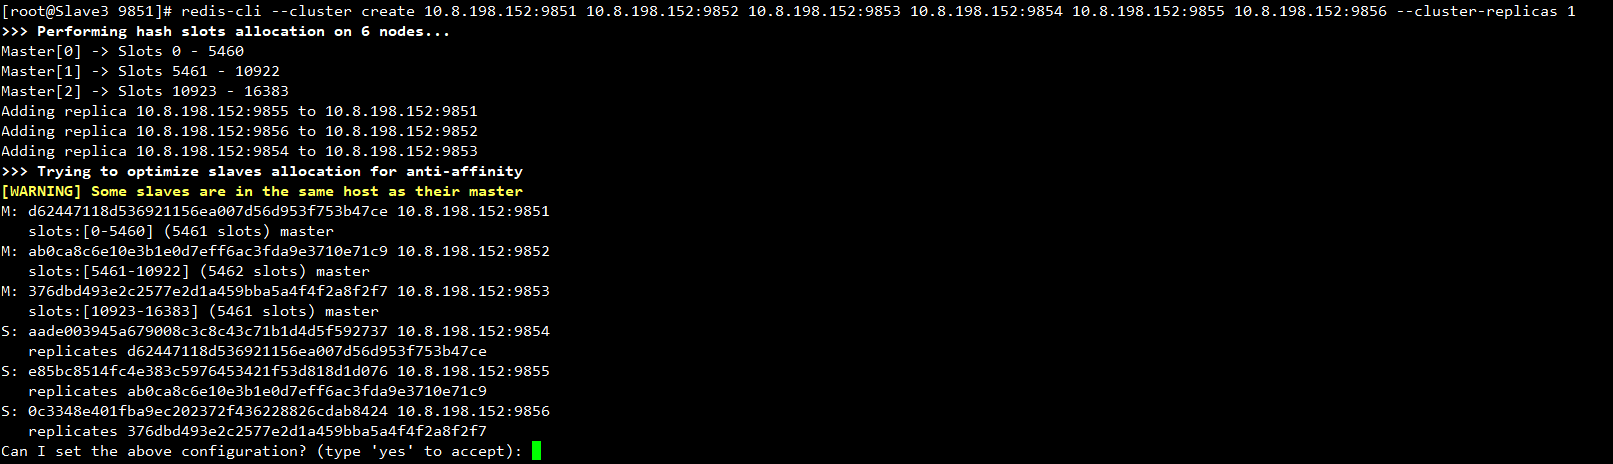 [root@Slave3 9851]# redis-cli --cluster create 10.8.198.152:9851 10.8.198.152:9852 10.8.198.152:9853 10.8.198.152:9854 10.8.198.152:9855 10.8.198.152:9856 --cluster-replicas 1
>>> Performing hash slots allocation on 6 nodes...
Master[0] -> Slots 0 - 5460
Master[1] -> Slots 5461 - 10922
Master[2] -> Slots 10923 - 16383
Adding replica 10.8.198.152:9855 to 10.8.198.152:9851
Adding replica 10.8.198.152:9856 to 10.8.198.152:9852
Adding replica 10.8.198.152:9854 to 10.8.198.152:9853
>>> Trying to optimize slaves allocation for anti-affinity
[WARNING] Some slaves are in the same host as their master
M: d62447118d536921156ea007d56d953f753b47ce 10.8.198.152:9851
   slots:[0-5460] (5461 slots) master
M: ab0ca8c6e10e3b1e0d7eff6ac3fda9e3710e71c9 10.8.198.152:9852
   slots:[5461-10922] (5462 slots) master
M: 376dbd493e2c2577e2d1a459bba5a4f4f2a8f2f7 10.8.198.152:9853
   slots:[10923-16383] (5461 slots) master
S: aade003945a679008c3c8c43c71b1d4d5f592737 10.8.198.152:9854
   replicates d62447118d536921156ea007d56d953f753b47ce
S: e85bc8514fc4e383c5976453421f53d818d1d076 10.8.198.152:9855
   replicates ab0ca8c6e10e3b1e0d7eff6ac3fda9e3710e71c9
S: 0c3348e401fba9ec202372f436228826cdab8424 10.8.198.152:9856
   replicates 376dbd493e2c2577e2d1a459bba5a4f4f2a8f2f7
Can I set the above configuration? (type 'yes' to accept):